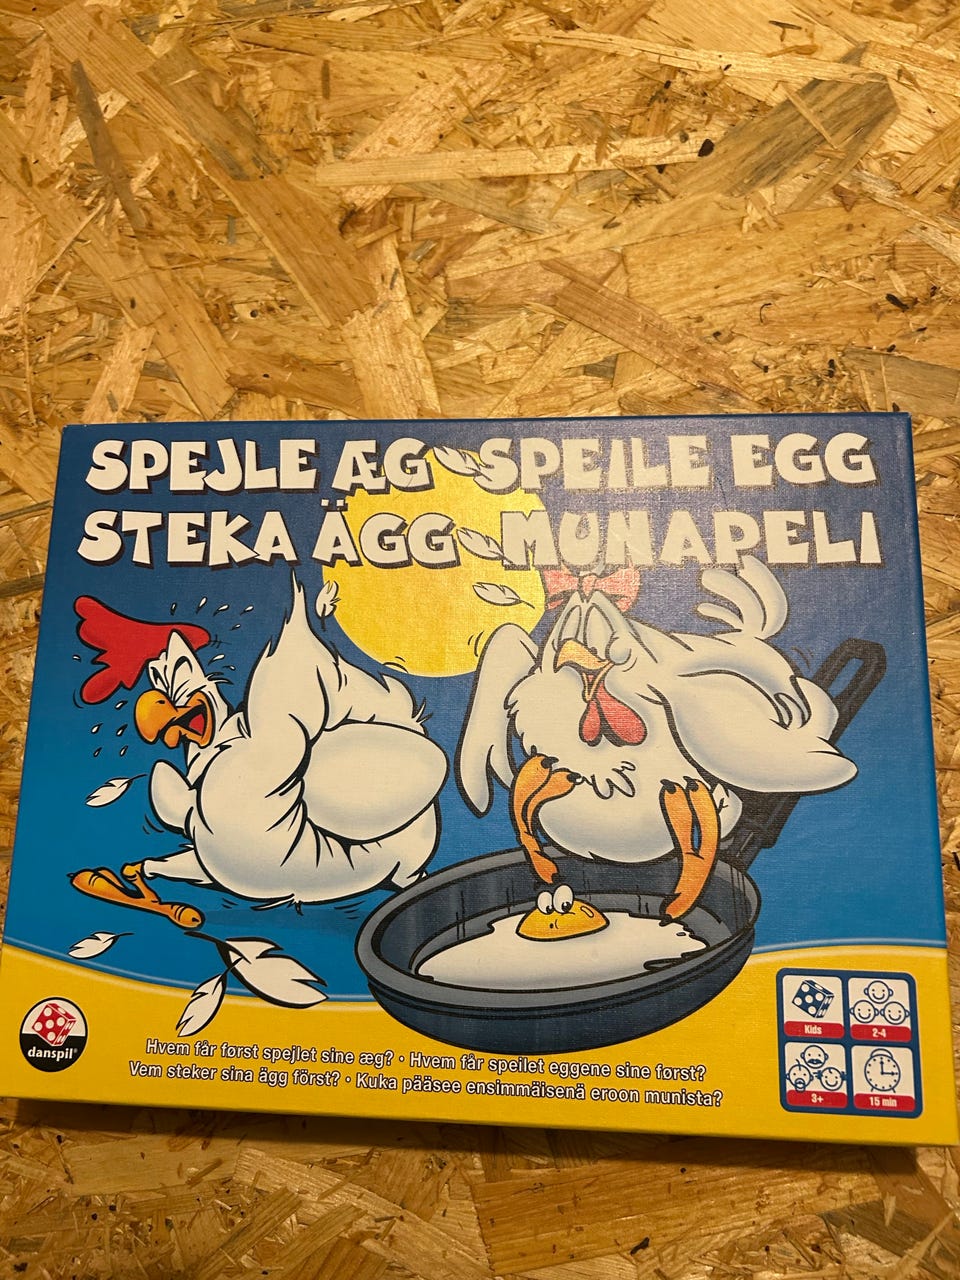 SPEJLE ÆG SPEILE EGG
STEKA ÄGG MUNAPELI
Hvem får først spejlet sine æg? • Hvem får speilet eggene sine først?
Vem steker sina ägg först? • Kuka pääsee ensimmäisenä eroon munista?
danspil®
Kids
2-4
3+
15 min